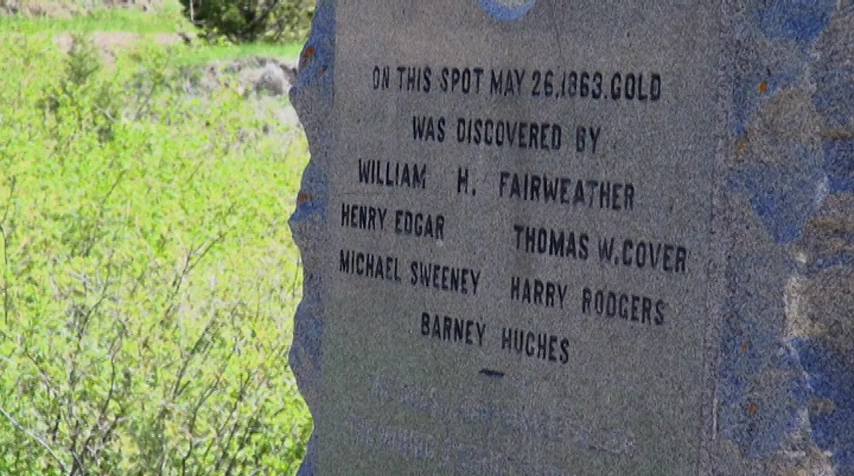 ON THIS SPOT MAY 26,1863.GOLD
WAS DISCOVERED BY
WILLIAM H. FAIRWEATHER
HENRY EDGAR THOMAS W.COVER
MICHAEL SWEENEY HARRY RODGERS
BARNEY HUGHES